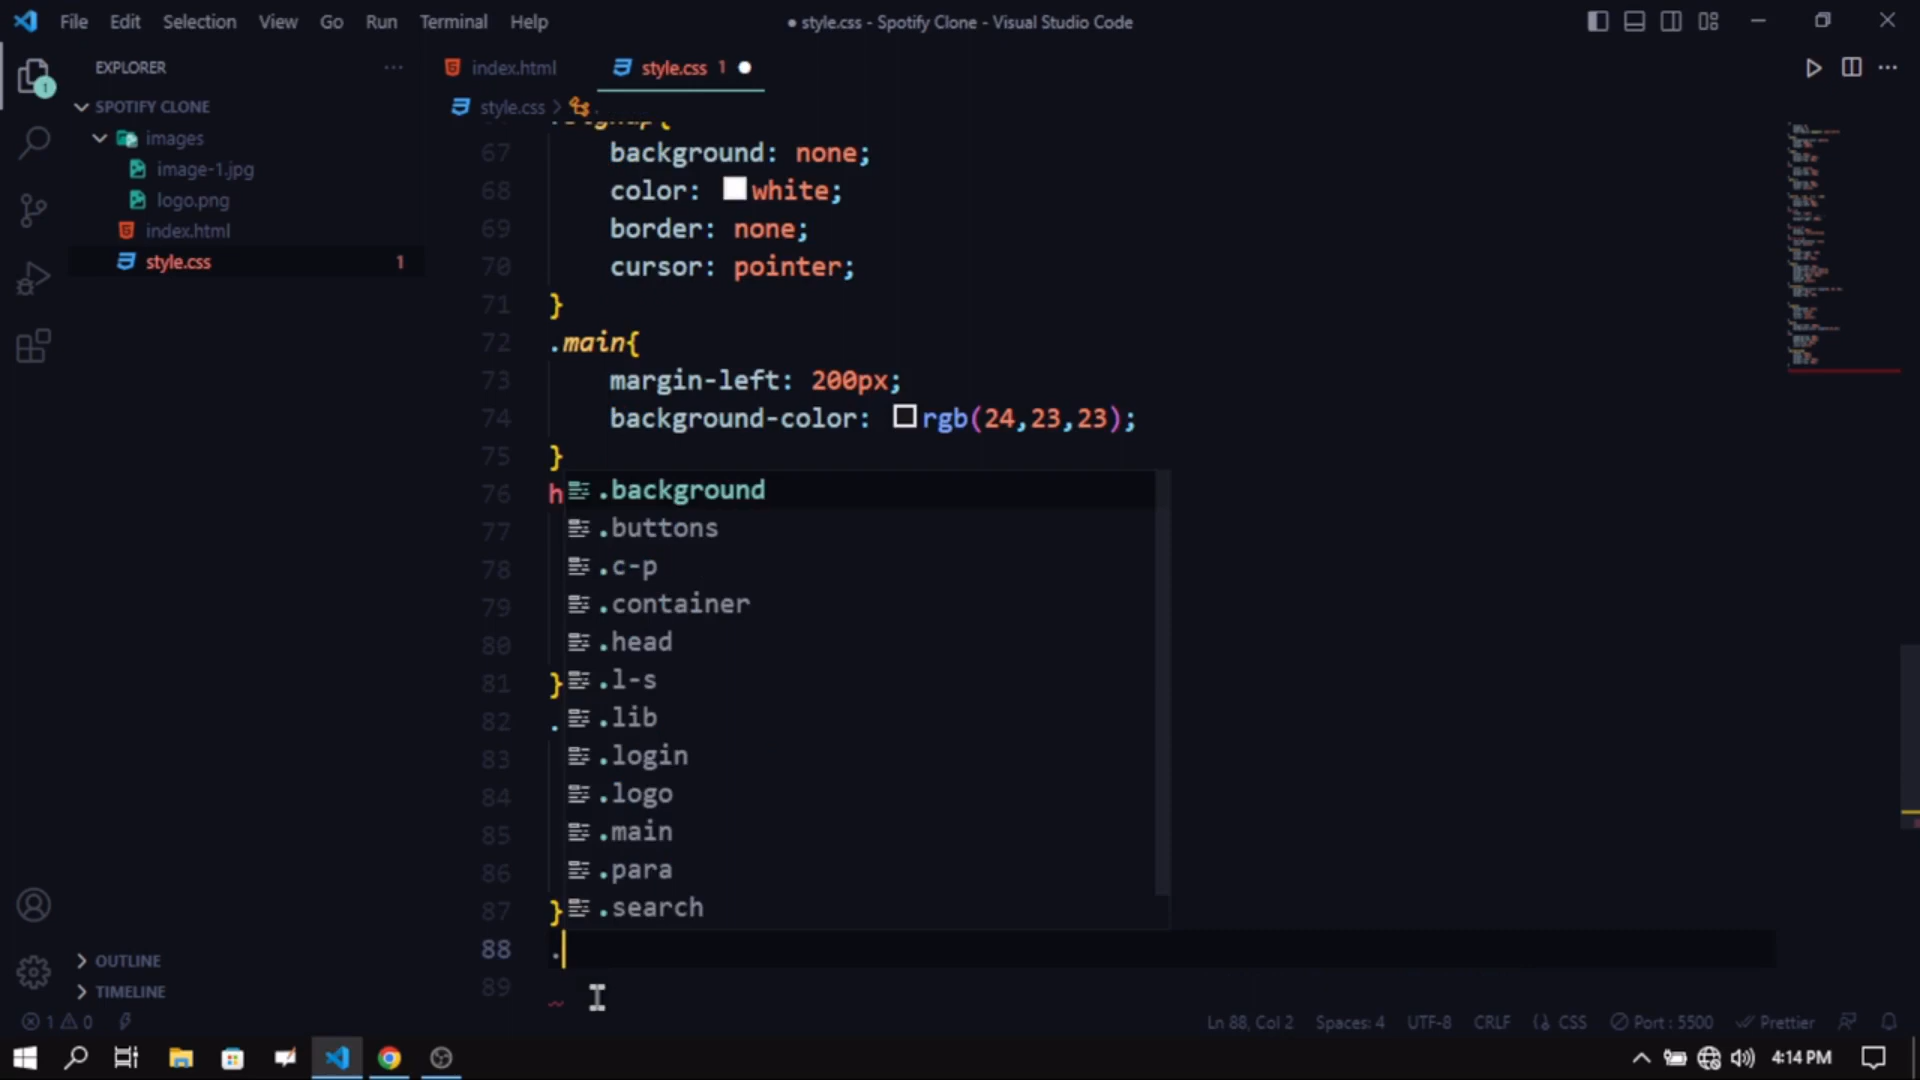 File Edit Selection View Go Run Terminal Help
● style.css - Spotify Clone - Visual Studio Code
EXPLORER
SPOTIFY CLONE
images
image-1.jpg
logo.png
index.html
style.css 1
OUTLINE
TIMELINE
1
index.html
style.css 1
style.css > .
67 background: none;
68 color: white;
69 border: none;
70 cursor: pointer;
71 }
72 .main{
73 margin-left: 200px;
74 background-color: rgb(24,23,23);
75 }
76 h
77
78
79
80
81 }
82 .
83
84
85
86
87 }
88 .
89
.background
.buttons
.c-p
.container
.head
.l-s
.lib
.login
.logo
.main
.para
.search
1 0
Ln 88, Col 2 Spaces: 4 UTF-8 CRLF CSS Port : 5500 Prettier
4:14 PM